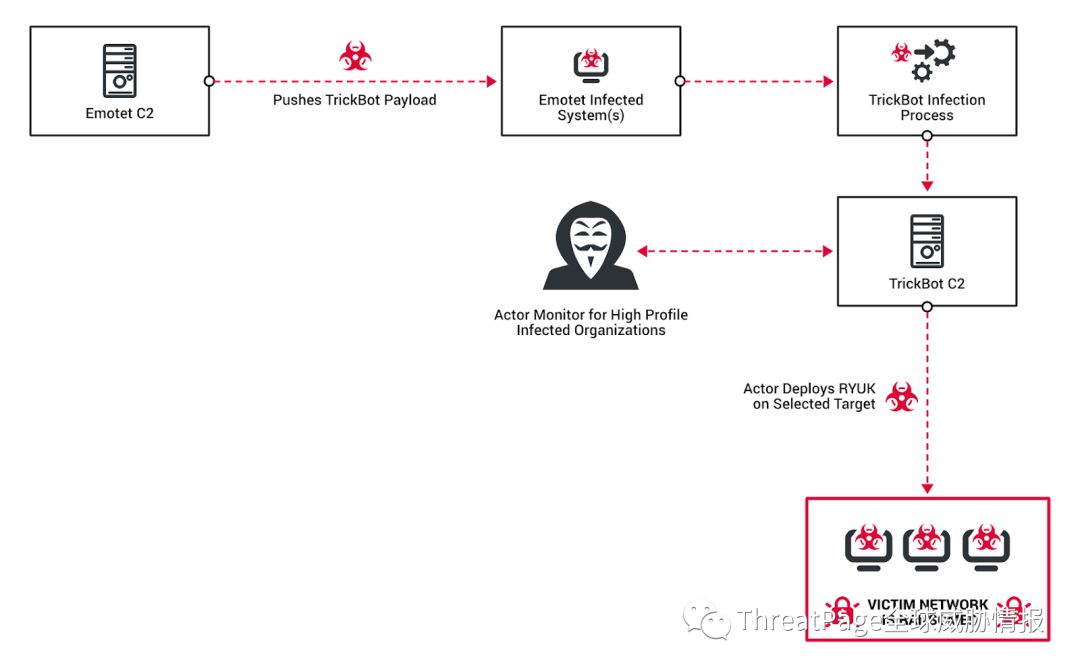 Emotet C2
Pushes TrickBot Payload
Emotet Infected
System(s)
TrickBot Infection
Process
TrickBot C2
Actor Monitor for High Profile
Infected Organizations
Actor Deploys RYUK
on Selected Target
VICTIM NETWORK
ThreatPage全球威胁情报